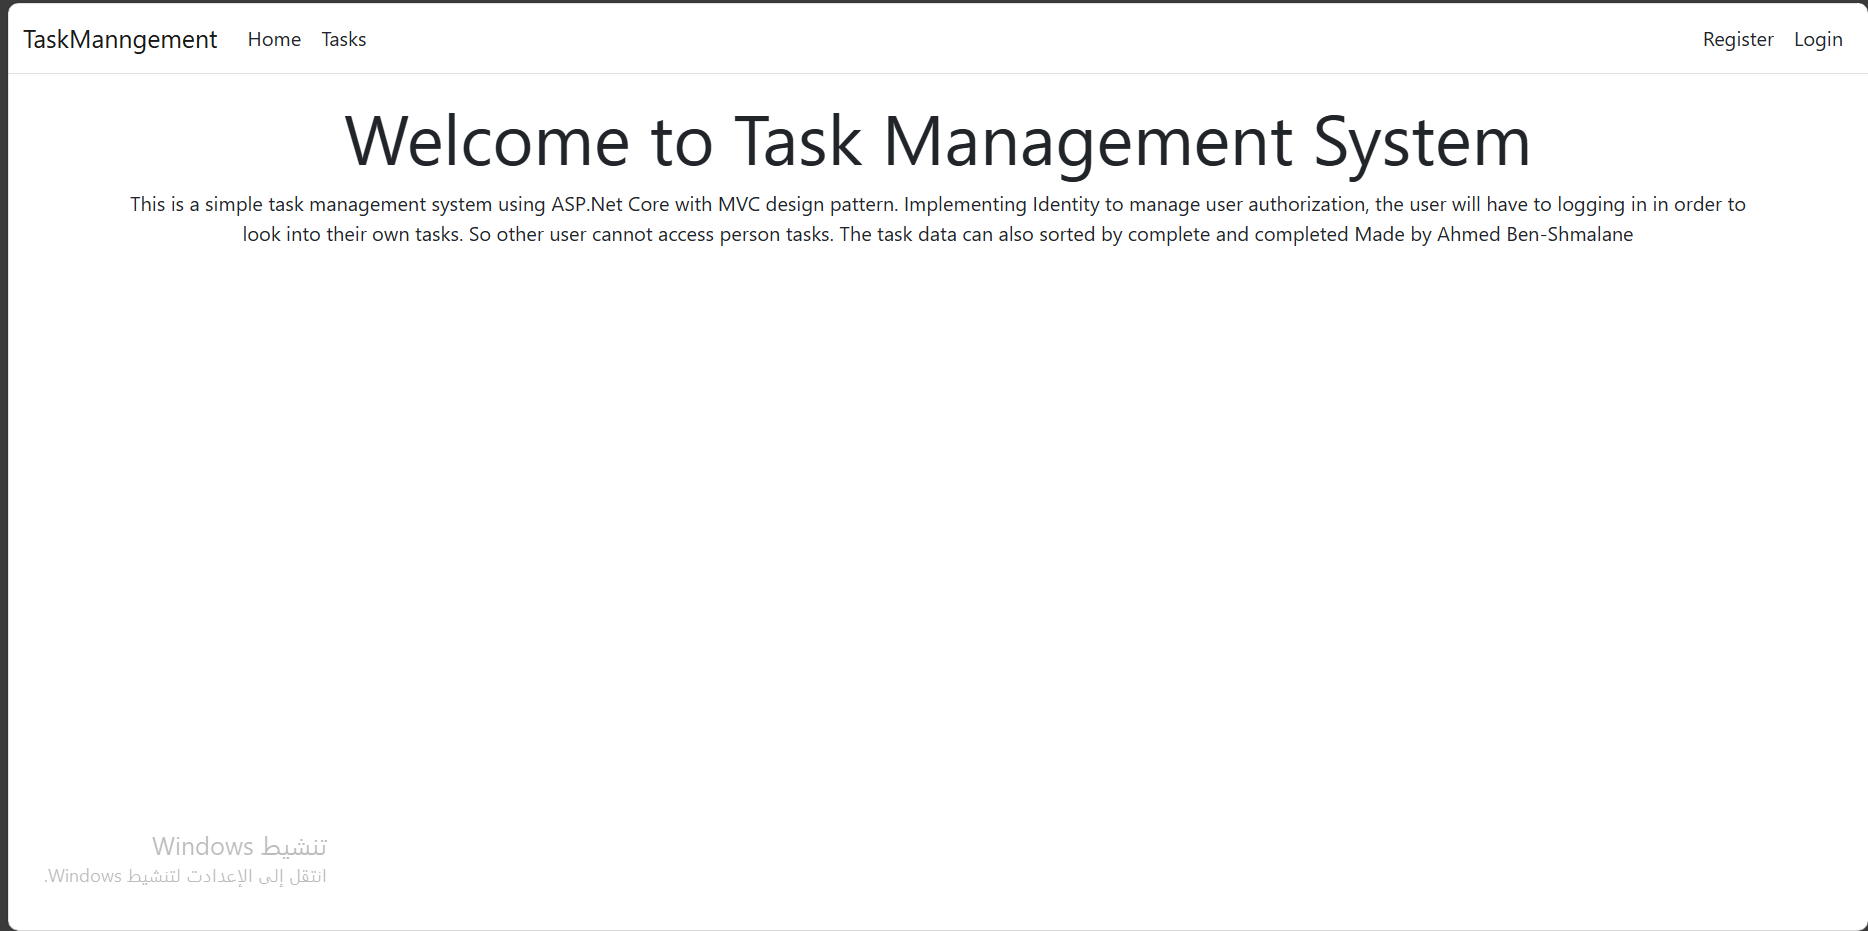 TaskManngement Home Tasks Register Login
Welcome to Task Management System
This is a simple task management system using ASP.Net Core with MVC design pattern. Implementing Identity to manage user authorization, the user will have to logging in in order to
look into their own tasks. So other user cannot access person tasks. The task data can also sorted by complete and completed Made by Ahmed Ben-Shmalane
تنشيط Windows
انتقل إلى الإعدادت لتنشيط Windows.